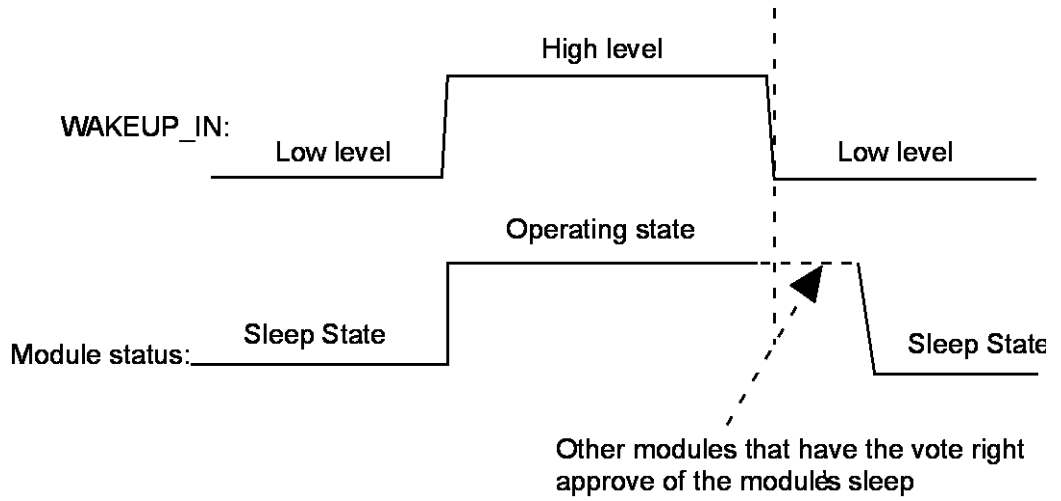 High level
WAKEUP_IN:
Low level
Low level
Operating state
Sleep State
Module status:
Sleep State
Other modules that have the vote right
approve of the module's sleep